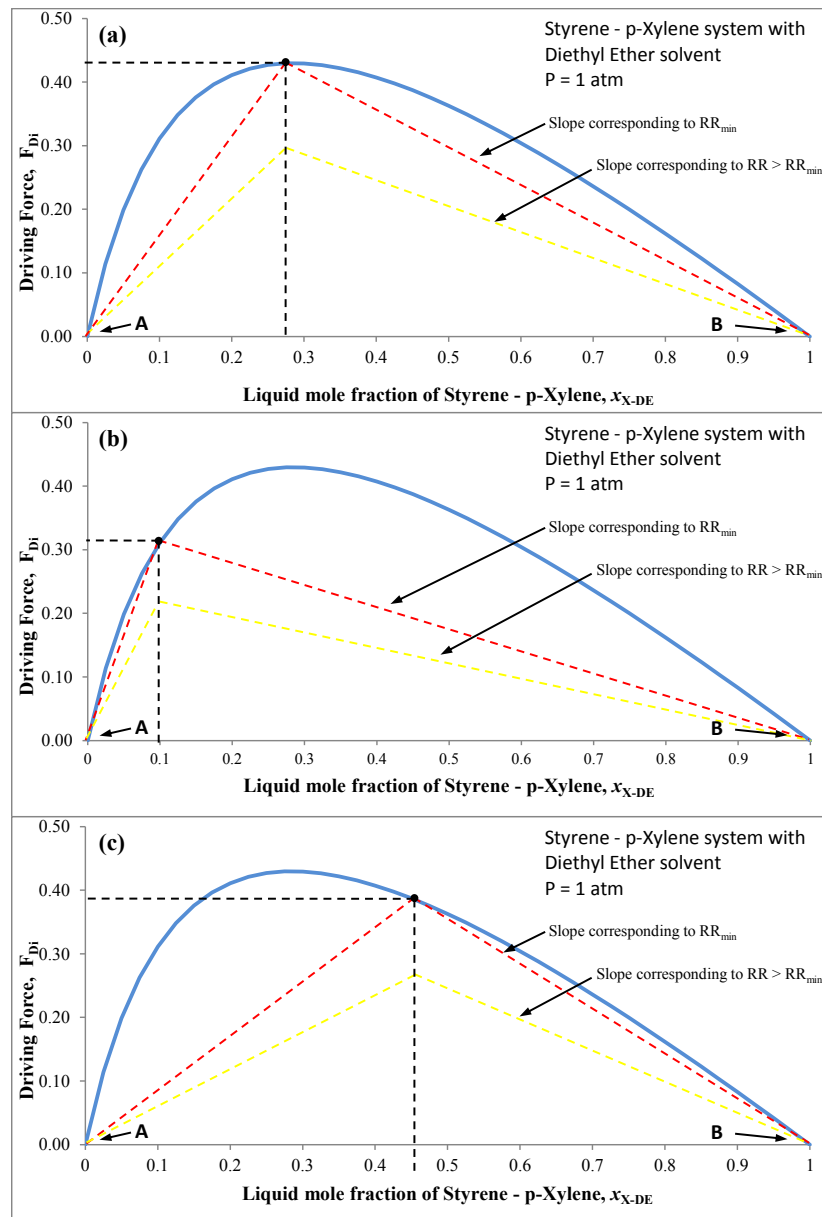 (a)
Styrene - p-Xylene system with
Diethyl Ether solvent
P = 1 atm
Slope corresponding to RRmin
Slope corresponding to RR > RRmin
Driving Force, FDi
0.50
0.40
0.30
0.20
0.10
0.00
A
B
0 0.1 0.2 0.3 0.4 0.5 0.6 0.7 0.8 0.9 1
Liquid mole fraction of Styrene - p-Xylene, xX-DE
(b)
Styrene - p-Xylene system with
Diethyl Ether solvent
P = 1 atm
Slope corresponding to RRmin
Slope corresponding to RR > RRmin
Driving Force, FDi
0.50
0.40
0.30
0.20
0.10
0.00
A
B
0 0.1 0.2 0.3 0.4 0.5 0.6 0.7 0.8 0.9 1
Liquid mole fraction of Styrene - p-Xylene, xX-DE
(c)
Styrene - p-Xylene system with
Diethyl Ether solvent
P = 1 atm
Slope corresponding to RRmin
Slope corresponding to RR > RRmin
Driving Force, FDi
0.50
0.40
0.30
0.20
0.10
0.00
A
B
0 0.1 0.2 0.3 0.4 0.5 0.6 0.7 0.8 0.9 1
Liquid mole fraction of Styrene - p-Xylene, xX-DE